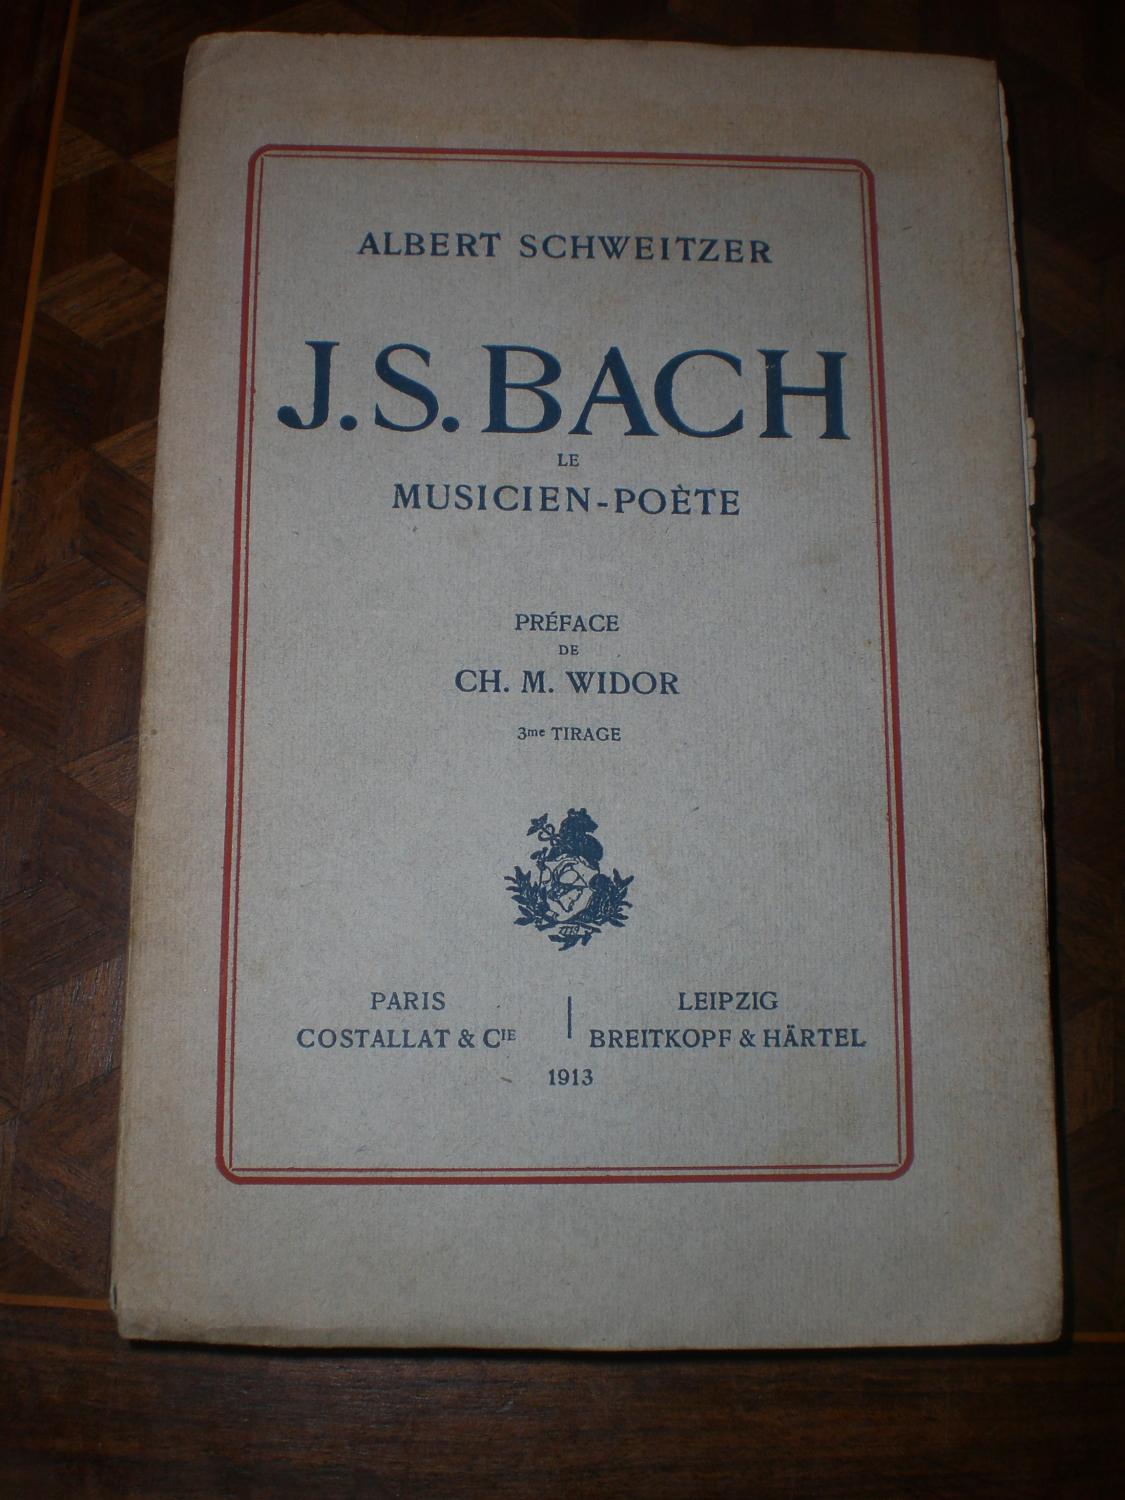 ALBERT SCHWEITZER
J.S. BACH
LE
MUSICIEN-POÈTE
PRÉFACE
DE
CH. M. WIDOR
3me TIRAGE
PARIS
COSTALLAT & CIE
LEIPZIG
BREITKOPF & HÄRTEL
1913